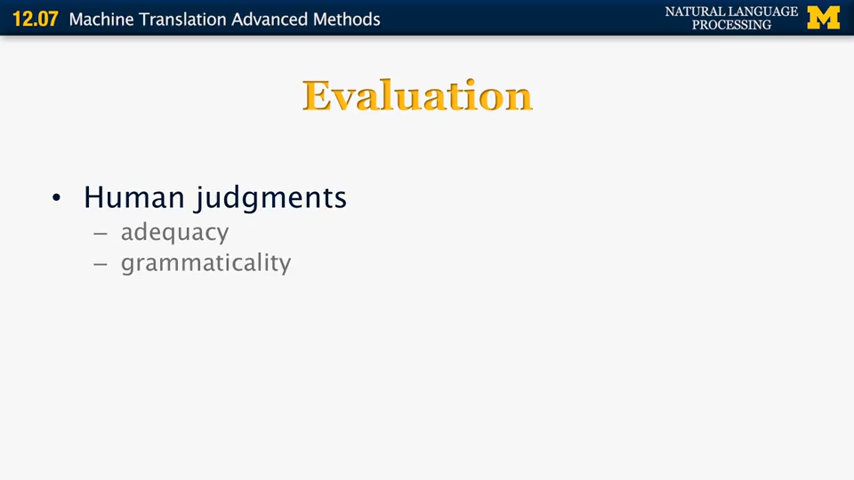 12.07 Machine Translation Advanced Methods
NATURAL LANGUAGE
PROCESSING
M
Evaluation
• Human judgments
– adequacy
– grammaticality